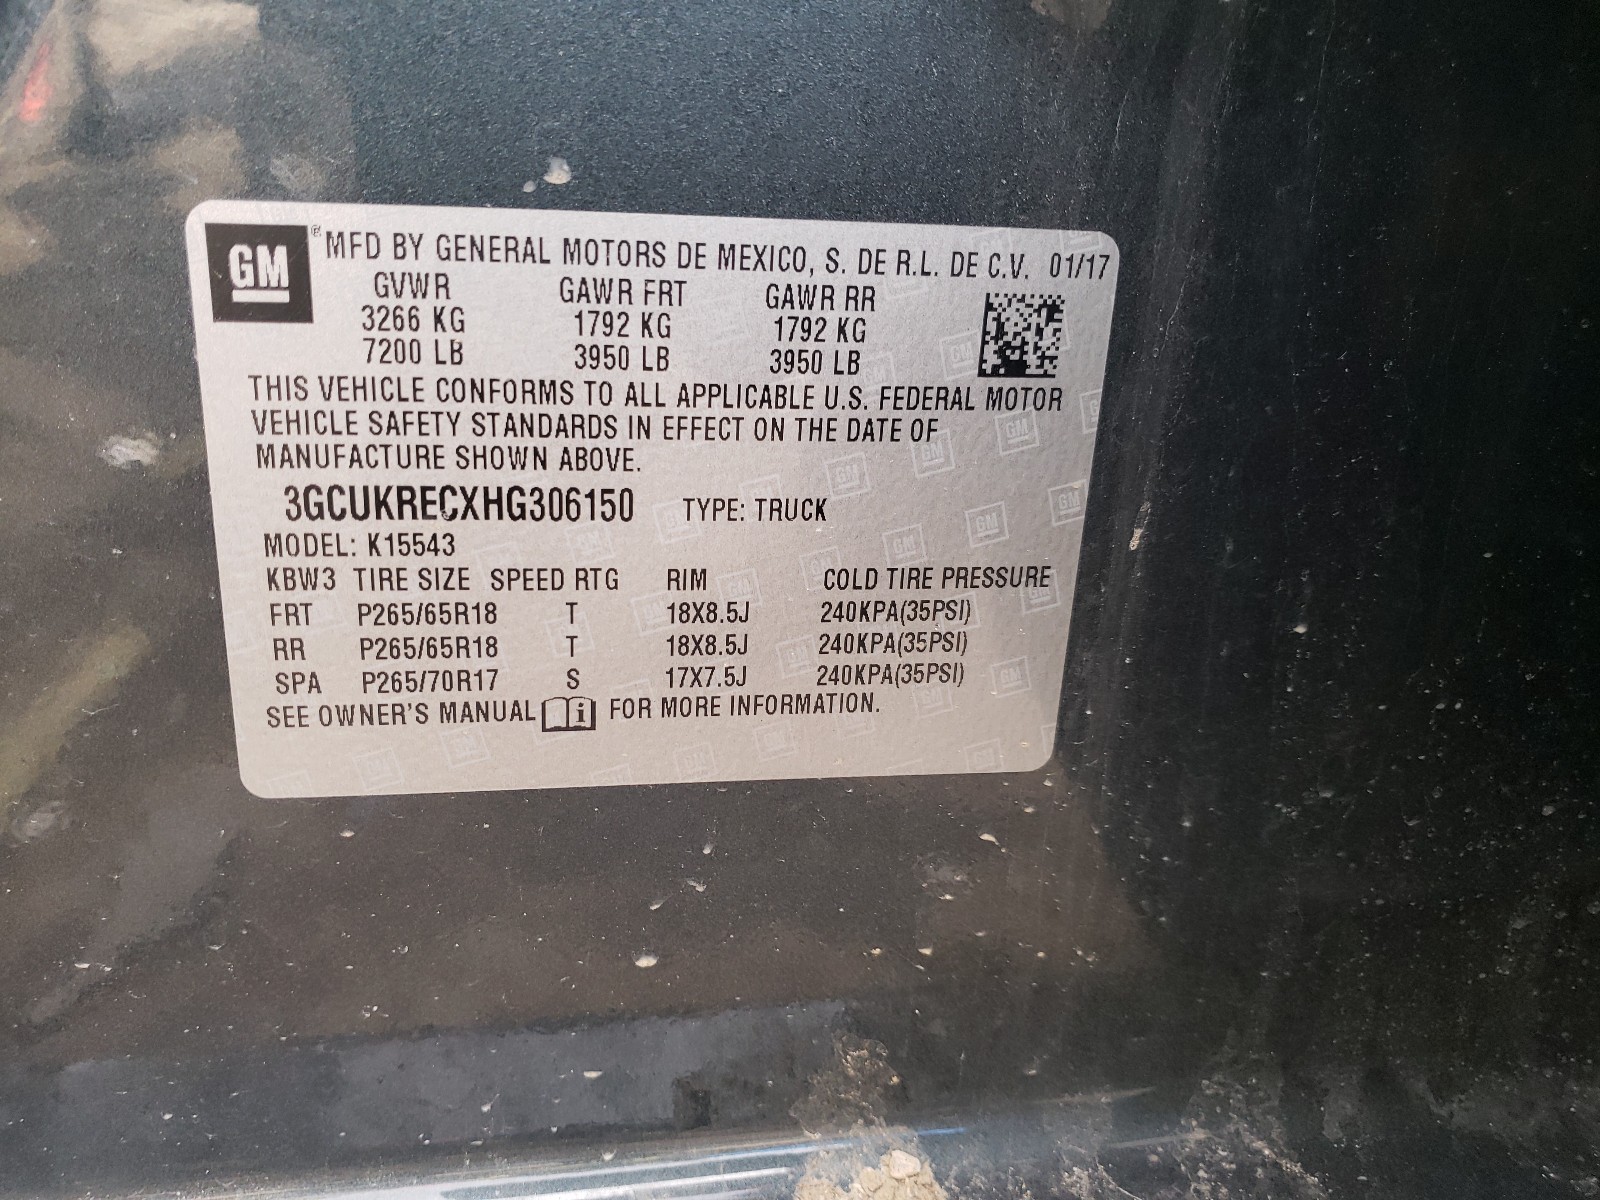 GM ® MFD BY GENERAL MOTORS DE MEXICO, S. DE R.L. DE C.V. 01/17
GVWR GAWR FRT GAWR RR
3266 KG 1792 KG 1792 KG
7200 LB 3950 LB 3950 LB
THIS VEHICLE CONFORMS TO ALL APPLICABLE U.S. FEDERAL MOTOR
VEHICLE SAFETY STANDARDS IN EFFECT ON THE DATE OF
MANUFACTURE SHOWN ABOVE.
3GCUKRECXHG306150 TYPE: TRUCK
MODEL: K15543
KBW3 TIRE SIZE SPEED RTG RIM COLD TIRE PRESSURE
FRT P265/65R18 T 18X8.5J 240KPA(35PSI)
RR P265/65R18 T 18X8.5J 240KPA(35PSI)
SPA P265/70R17 S 17X7.5J 240KPA(35PSI)
SEE OWNER'S MANUAL i FOR MORE INFORMATION.